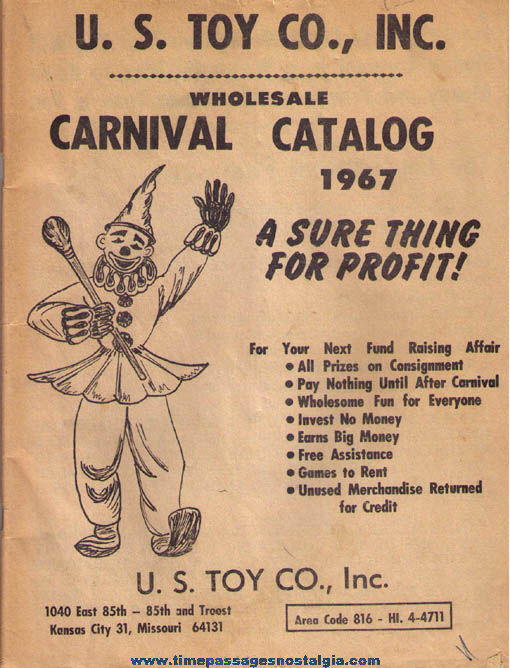 U. S. TOY CO., INC.
WHOLESALE
CARNIVAL CATALOG
1967
A SURE THING
FOR PROFIT!
For Your Next Fund Raising Affair
• All Prizes on Consignment
• Pay Nothing Until After Carnival
• Wholesome Fun for Everyone
• Invest No Money
• Earns Big Money
• Free Assistance
• Games to Rent
• Unused Merchandise Returned
for Credit
U. S. TOY CO., Inc.
1040 East 85th — 85th and Troost
Kansas City 31, Missouri 64131
Area Code 816 - HI. 4-4711
www.timepassagesnostalgia.com